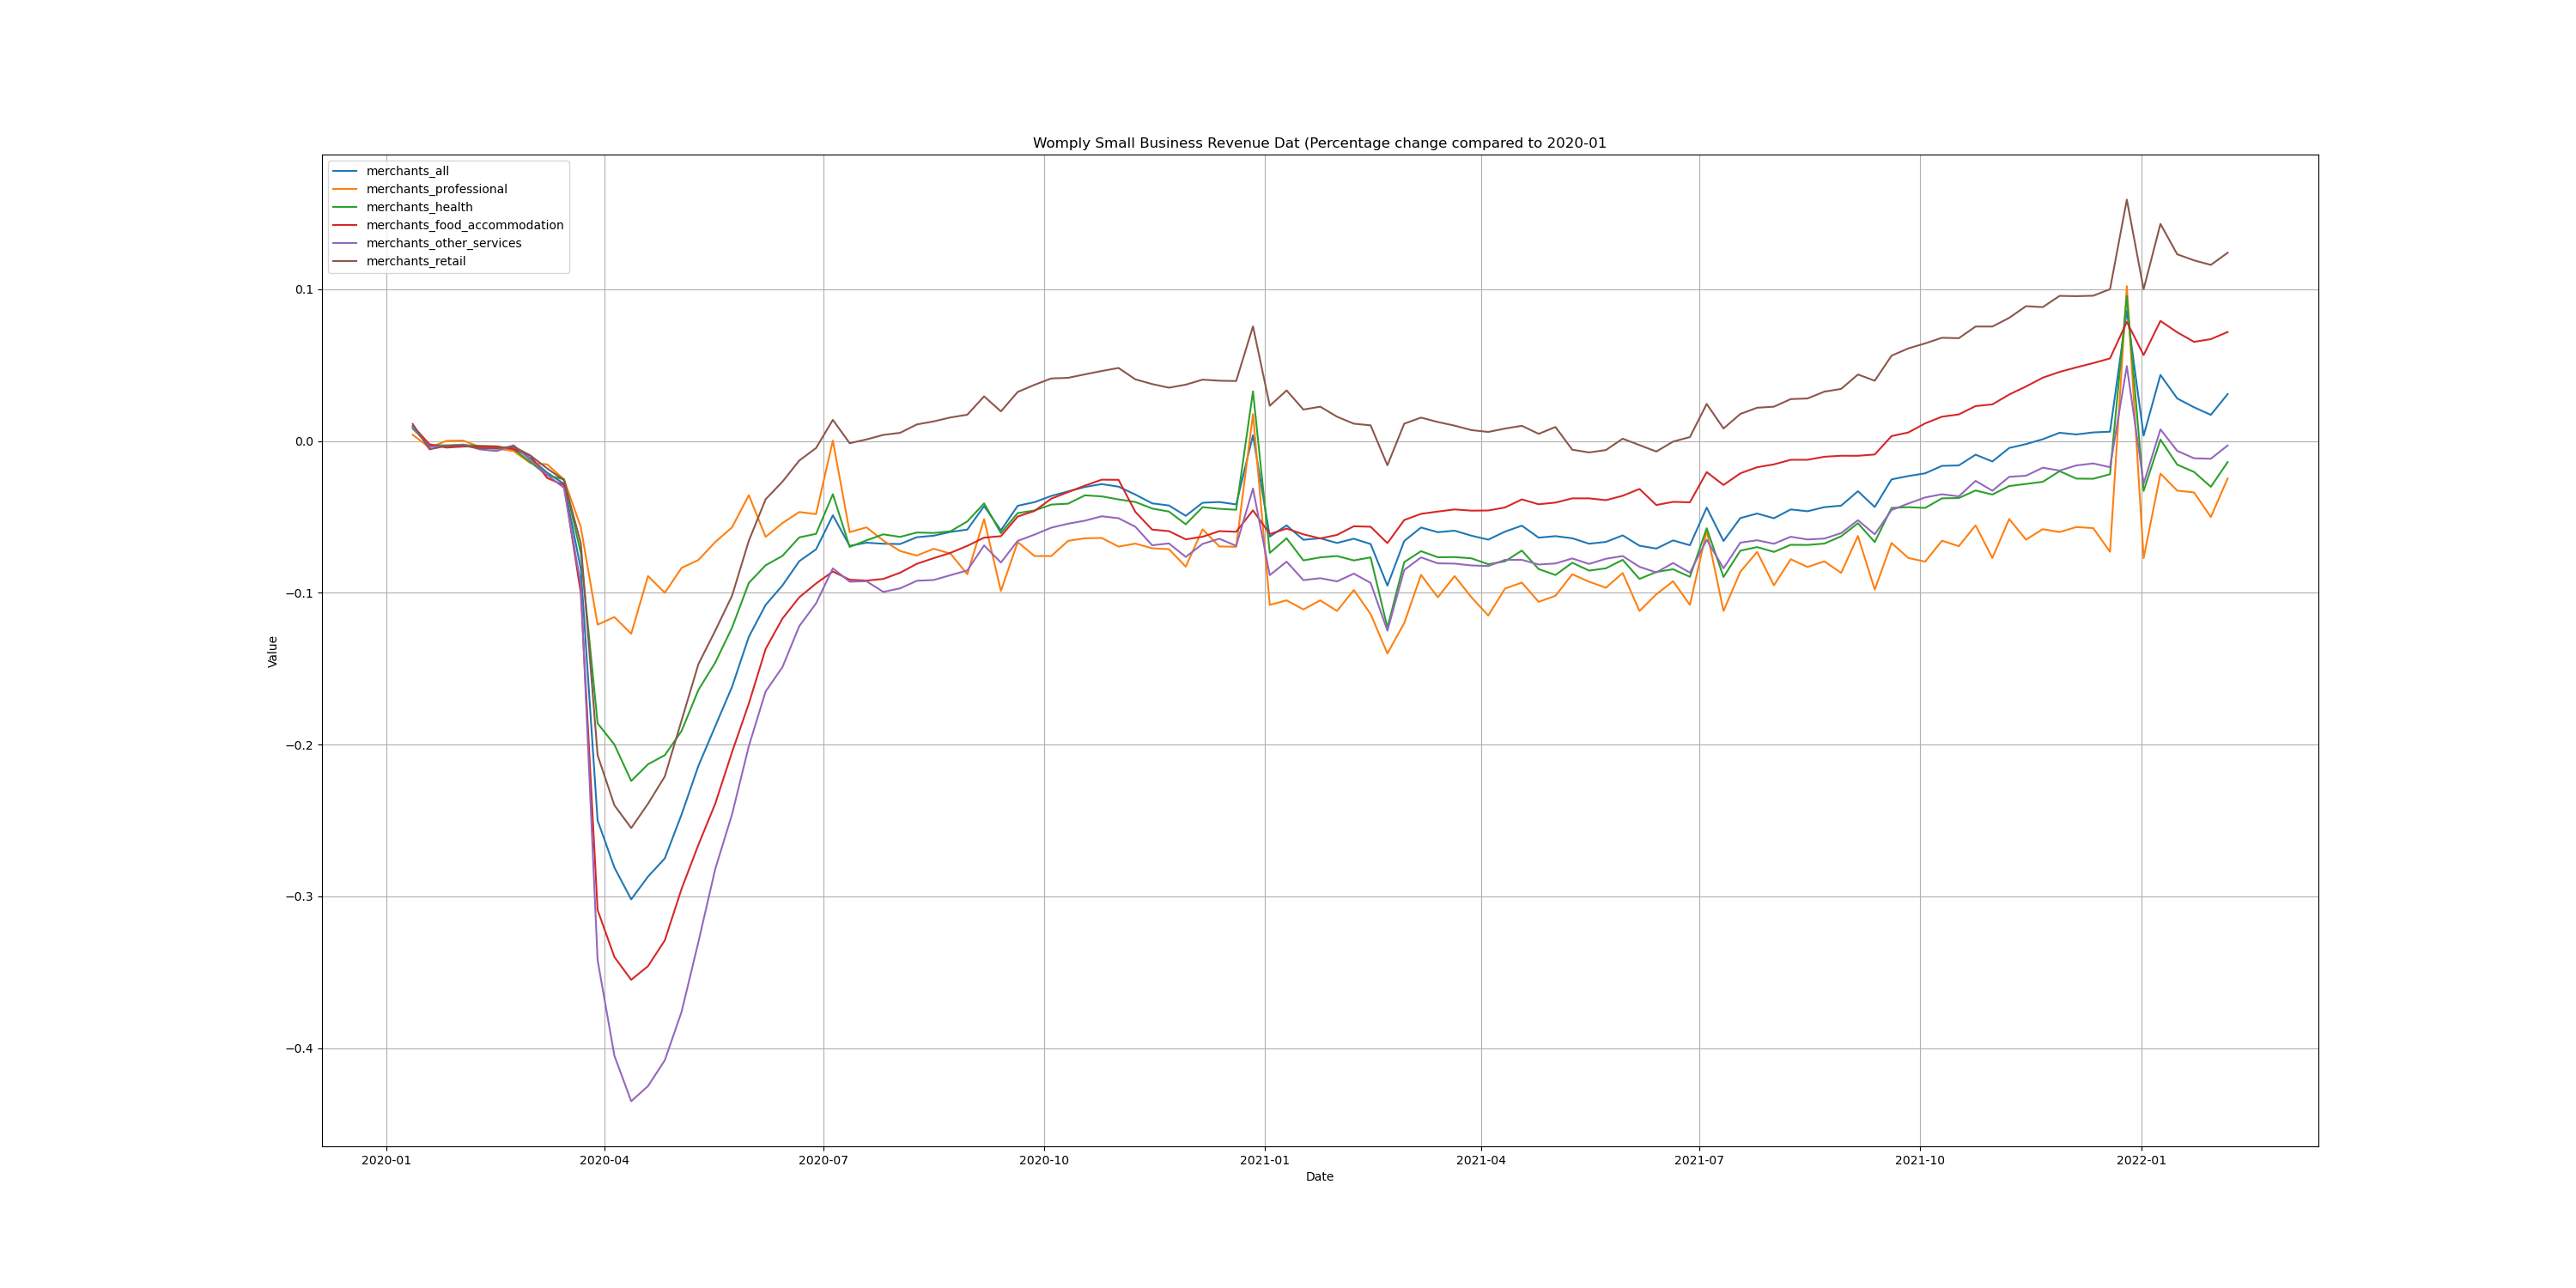 Womply Small Business Revenue Dat (Percentage change compared to 2020-01
merchants_all
merchants_professional
merchants_health
merchants_food_accommodation
merchants_other_services
merchants_retail
0.1
0.0
−0.1
−0.2
−0.3
−0.4
Value
2020-01 2020-04 2020-07 2020-10 2021-01 2021-04 2021-07 2021-10 2022-01
Date